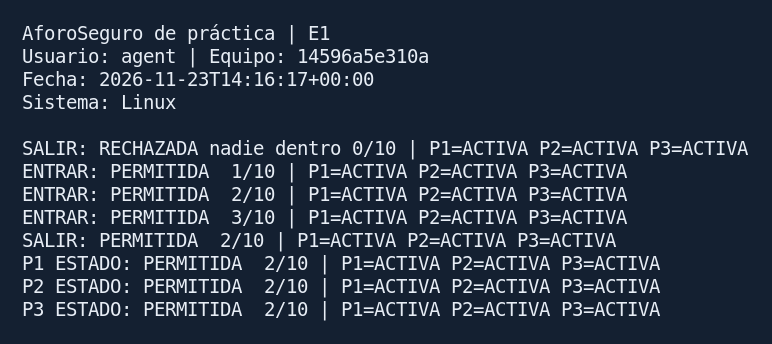 AforoSeguro de práctica | E1
Usuario: agent | Equipo: 14596a5e310a
Fecha: 2026-11-23T14:16:17+00:00
Sistema: Linux
SALIR: RECHAZADA nadie dentro 0/10 | P1=ACTIVA P2=ACTIVA P3=ACTIVA
ENTRAR: PERMITIDA  1/10 | P1=ACTIVA P2=ACTIVA P3=ACTIVA
ENTRAR: PERMITIDA  2/10 | P1=ACTIVA P2=ACTIVA P3=ACTIVA
ENTRAR: PERMITIDA  3/10 | P1=ACTIVA P2=ACTIVA P3=ACTIVA
SALIR: PERMITIDA  2/10 | P1=ACTIVA P2=ACTIVA P3=ACTIVA
P1 ESTADO: PERMITIDA  2/10 | P1=ACTIVA P2=ACTIVA P3=ACTIVA
P2 ESTADO: PERMITIDA  2/10 | P1=ACTIVA P2=ACTIVA P3=ACTIVA
P3 ESTADO: PERMITIDA  2/10 | P1=ACTIVA P2=ACTIVA P3=ACTIVA